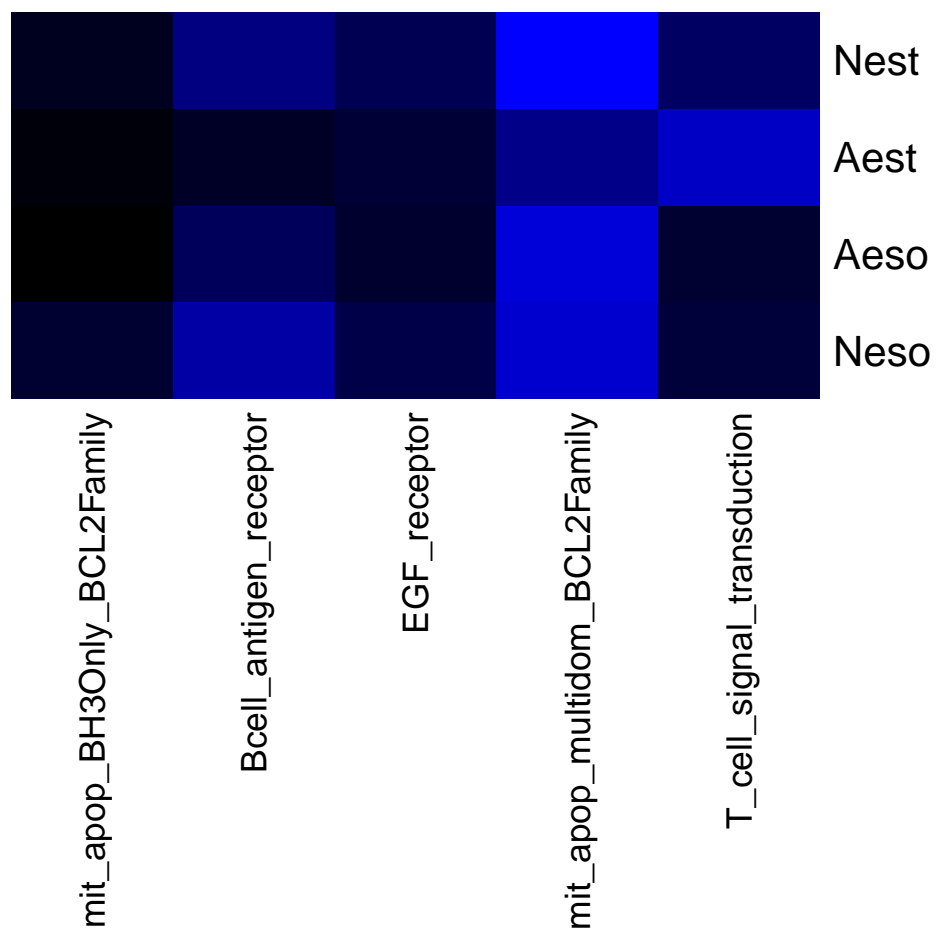 Nest
Aest
Aeso
Neso
mit_apop_BH3Only_BCL2Family
Bcell_antigen_receptor
EGF_receptor
mit_apop_multidom_BCL2Family
T_cell_signal_transduction